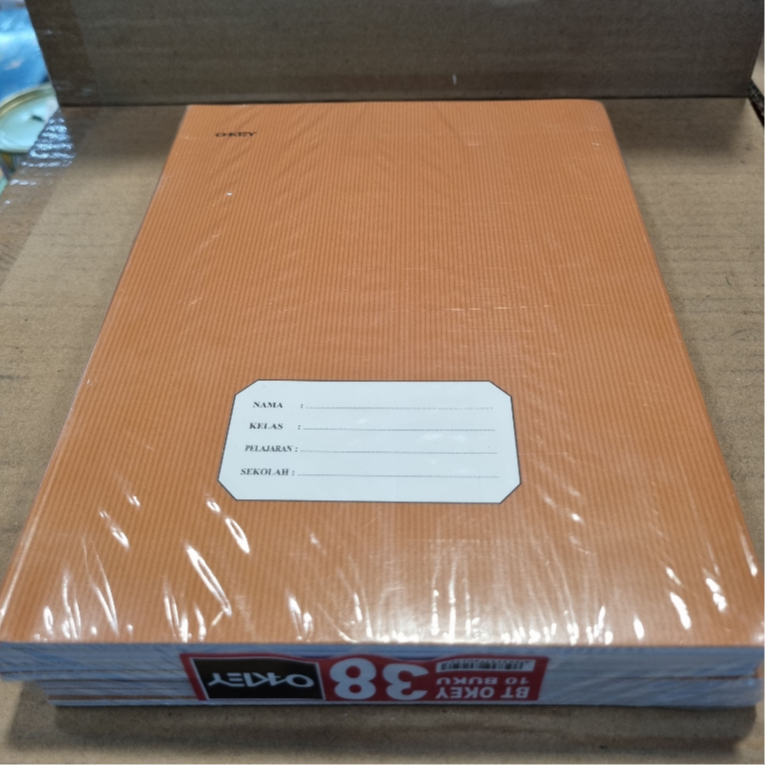 OKEY
NAMA :
KELAS :
PELAJARAN :
SEKOLAH :
BT OKEY
10 BUKU
38
OKEY